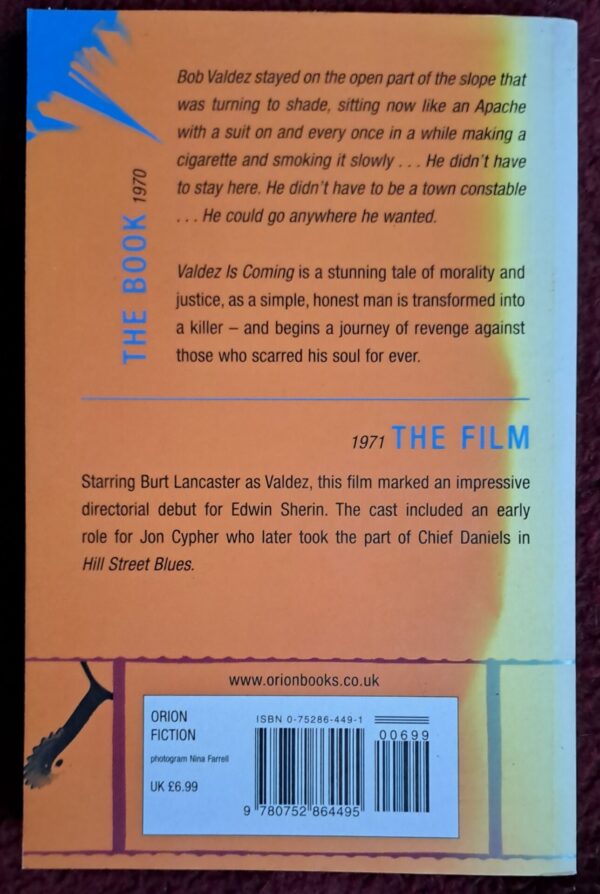 Bob Valdez stayed on the open part of the slope that
was turning to shade, sitting now like an Apache
with a suit on and every once in a while making a
cigarette and smoking it slowly . . . He didn't have
to stay here. He didn't have to be a town constable
. . . He could go anywhere he wanted.
THE BOOK 1970
Valdez Is Coming is a stunning tale of morality and
justice, as a simple, honest man is transformed into
a killer – and begins a journey of revenge against
those who scarred his soul for ever.
1971 THE FILM
Starring Burt Lancaster as Valdez, this film marked an impressive
directorial debut for Edwin Sherin. The cast included an early
role for Jon Cypher who later took the part of Chief Daniels in
Hill Street Blues.
www.orionbooks.co.uk
ORION
FICTION
photogram Nina Farrell
UK £6.99
ISBN 0-75286-449-1
00699
9 780752 864495